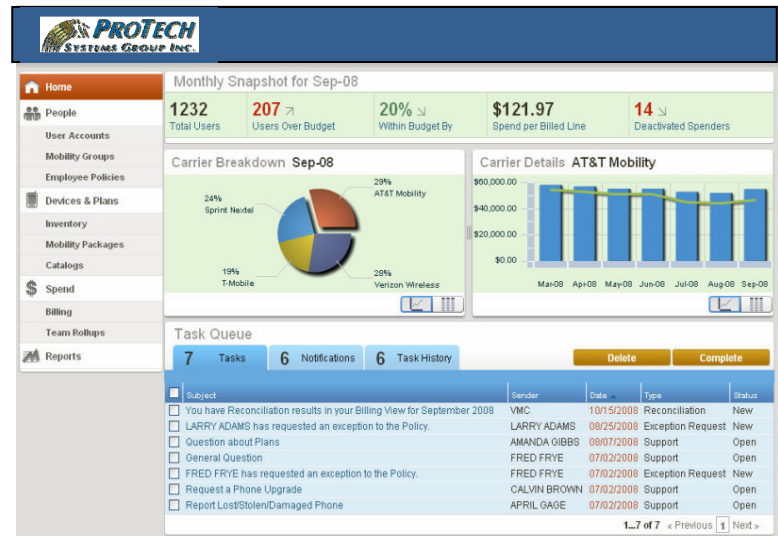 PROTECH
SYSTEMS GROUP INC.
Home
People
User Accounts
Mobility Groups
Employee Policies
Devices & Plans
Inventory
Mobility Packages
Catalogs
Spend
Billing
Team Rollups
Reports
Monthly Snapshot for Sep-08
1232 207 20% $121.97 14
Total Users Users Over Budget Within Budget By Spend per Billed Line Deactivated Spenders
Carrier Breakdown Sep-08
29%
AT&T Mobility
24%
Sprint Nextel
19%
T-Mobile
28%
Verizon Wireless
Carrier Details AT&T Mobility
$60,000.00
$40,000.00
$20,000.00
$0.00
Mar-08 Apr-08 May-08 Jun-08 Jul-08 Aug-08 Sep-08
Task Queue
7 Tasks 6 Notifications 6 Task History Delete Complete
Subject Sender Date Type Status
You have Reconciliation results in your Billing View for September 2008 VMC 10/15/2008 Reconciliation New
LARRY ADAMS has requested an exception to the Policy. LARRY ADAMS 08/25/2008 Exception Request New
Question about Plans AMANDA GIBBS 08/07/2008 Support Open
General Question FRED FRYE 07/02/2008 Support Open
FRED FRYE has requested an exception to the Policy. FRED FRYE 07/02/2008 Exception Request New
Request a Phone Upgrade CALVIN BROWN 07/02/2008 Support Open
Report Lost/Stolen/Damaged Phone APRIL GAGE 07/02/2008 Support Open
1...7 of 7 « Previous 1 Next »